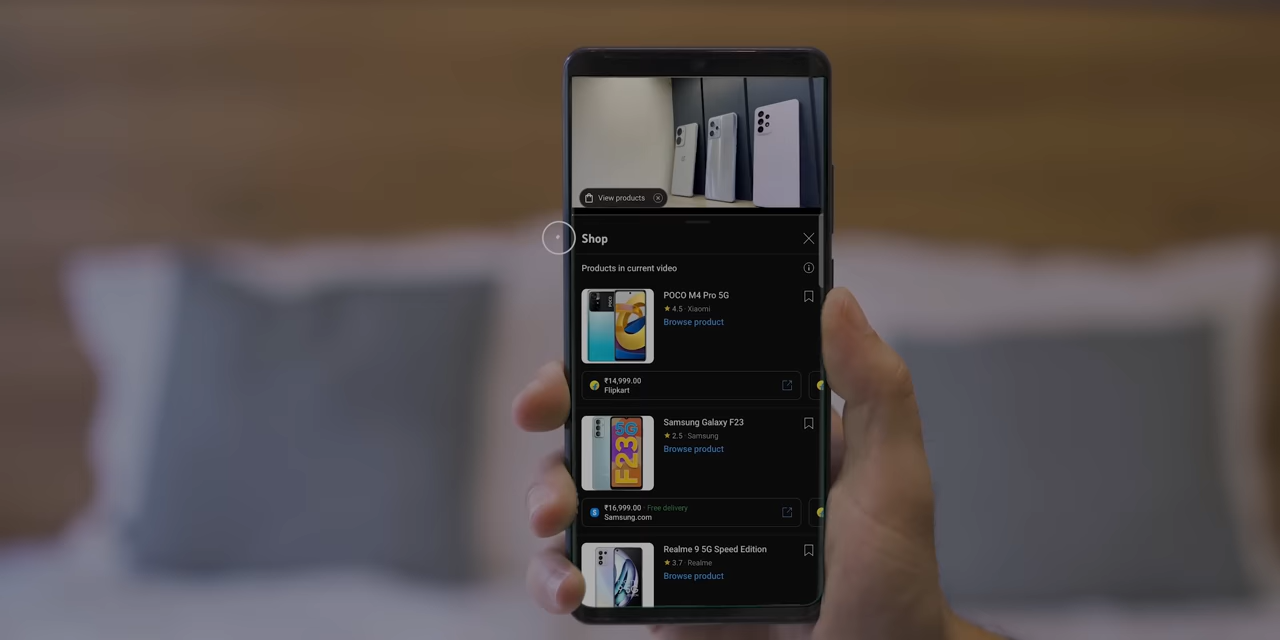 View products
Shop
Products in current video
POCO M4 Pro 5G
★ 4.5 · Xiaomi
Browse product
₹14,999.00
Flipkart
Samsung Galaxy F23
★ 2.5 · Samsung
Browse product
5G
F23
₹16,999.00 · Free delivery
Samsung.com
Realme 9 5G Speed Edition
★ 3.7 · Realme
Browse product